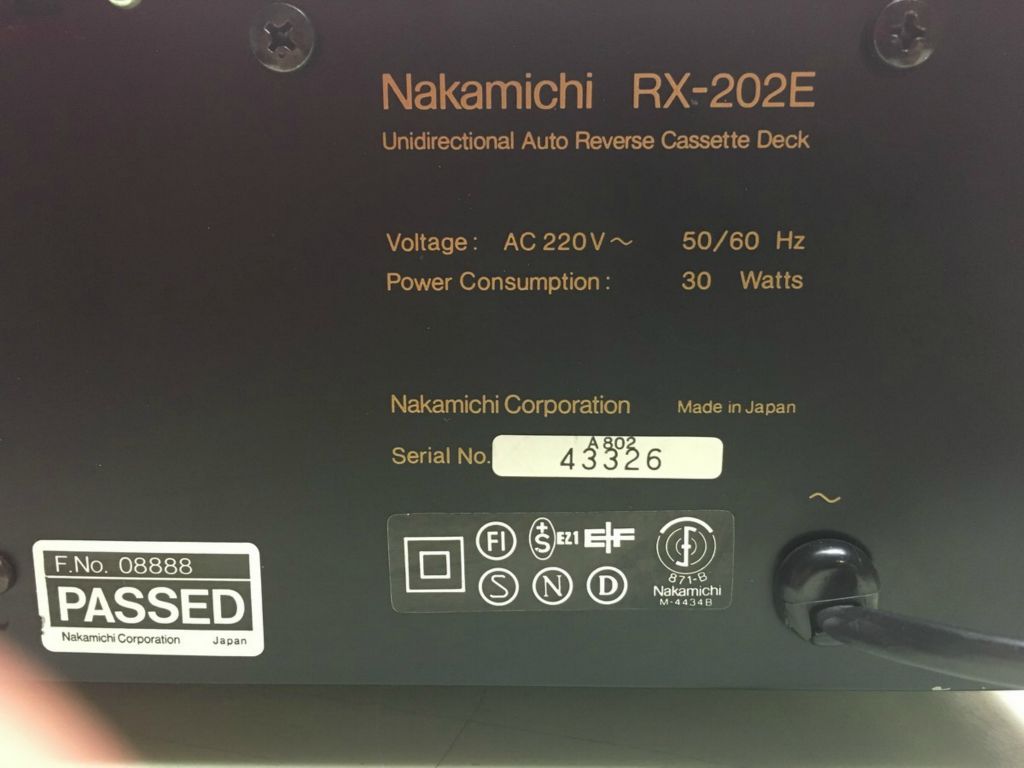 Nakamichi RX-202E
Unidirectional Auto Reverse Cassette Deck
Voltage: AC 220V~ 50/60 Hz
Power Consumption: 30 Watts
Nakamichi Corporation Made in Japan
A802
Serial No. 43326
~
FI +S EZ1
S N D
871-B
Nakamichi
M-4434B
F.No. 08888
PASSED
Nakamichi Corporation Japan